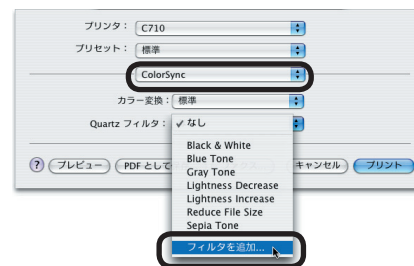 プリンタ： C710
プリセット： 標準
ColorSync
カラー変換： 標準
Quartz フィルタ： ✓ なし
Black & White
Blue Tone
Gray Tone
Lightness Decrease
Lightness Increase
Reduce File Size
Sepia Tone
フィルタを追加...
? プレビュー PDF として キャンセル プリント